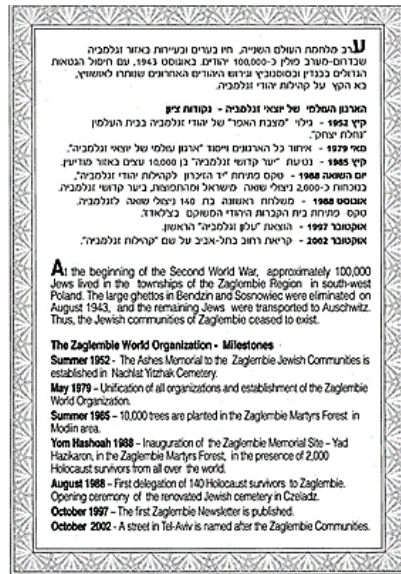 ערב מלחמת העולם השנייה, חיו בערים ובעיירות באזור זגלמביה
שבדרום-מערב פולין כ-100,000 יהודים. באוגוסט 1943, עם חיסול הגטאות
הגדולים בבנדין ובסוסנוביץ וגירוש היהודים האחרונים שנותרו לאושוויץ,
בא הקץ על קהילות יהודי זגלמביה.
הארגון העולמי של יוצאי זגלמביה - נקודות ציון
קיץ 1952 - גילוי "מצבת האפר" של יהודי זגלמביה בבית העלמין
"נחלת יצחק".
מאי 1979 - איחוד כל הארגונים וייסוד "ארגון עולמי של יוצאי זגלמביה".
קיץ 1985 - נטיעת "יער קדושי זגלמביה" בן 10,000 עצים באזור מודיעין.
יום השואה 1988 - טקס פתיחת "יד הזיכרון לקהילות יהודי זגלמביה",
בנוכחות כ-2,000 ניצולי שואה מישראל ומהתפוצות, ביער קדושי זגלמביה.
אוגוסט 1988 - משלחת ראשונה בת 140 ניצולי שואה לזגלמביה.
טקס פתיחת בית הקברות היהודי המשוקם בצ'לאדז'.
אוקטובר 1997 - הוצאת "עלון זגלמביה" הראשון.
אוקטובר 2002 - קריאת רחוב בתל-אביב על שם "קהילות זגלמביה".
At the beginning of the Second World War, approximately 100,000
Jews lived in the townships of the Zaglembie Region in south-west
Poland. The large ghettos in Bendzin and Sosnowiec were eliminated on
August 1943, and the remaining Jews were transported to Auschwitz.
Thus, the Jewish communities of Zaglembie ceased to exist.
The Zaglembie World Organization - Milestones
Summer 1952 - The Ashes Memorial to the Zaglembie Jewish Communities is
established in Nachlat Yitzhak Cemetery.
May 1979 – Unification of all organizations and establishment of the Zaglembie
World Organization.
Summer 1985 – 10,000 trees are planted in the Zaglembie Martyrs Forest in
Modiin area.
Yom Hashoah 1988 – Inauguration of the Zaglembie Memorial Site – Yad
Hazikaron, in the Zaglembie Martyrs Forest, in the presence of 2,000
Holocaust survivors from all over the world.
August 1988 – First delegation of 140 Holocaust survivors to Zaglembie.
Opening ceremony of the renovated Jewish cemetery in Czeladz.
October 1997 – The first Zaglembie Newsletter is published.
October 2002 - A street in Tel-Aviv is named after the Zaglembie Communities.